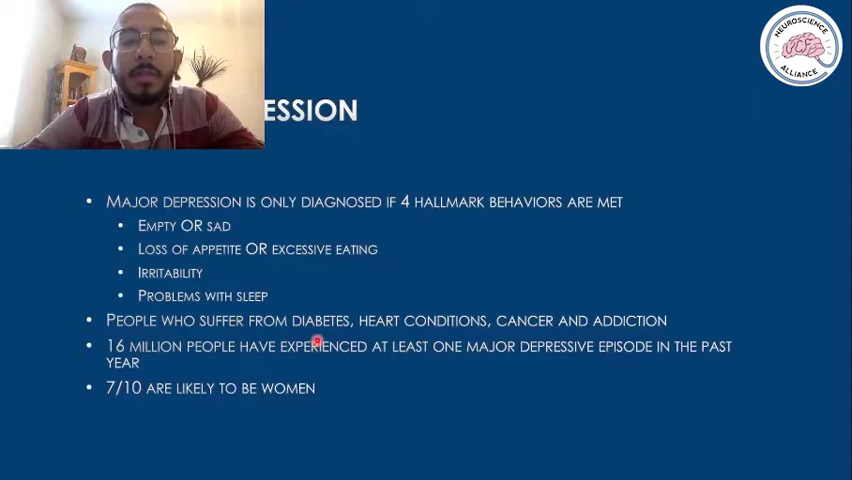 NEUROSCIENCE
ALLIANCE
ESSION
• MAJOR DEPRESSION IS ONLY DIAGNOSED IF 4 HALLMARK BEHAVIORS ARE MET
• EMPTY OR SAD
• LOSS OF APPETITE OR EXCESSIVE EATING
• IRRITABILITY
• PROBLEMS WITH SLEEP
• PEOPLE WHO SUFFER FROM DIABETES, HEART CONDITIONS, CANCER AND ADDICTION
• 16 MILLION PEOPLE HAVE EXPERIENCED AT LEAST ONE MAJOR DEPRESSIVE EPISODE IN THE PAST
YEAR
• 7/10 ARE LIKELY TO BE WOMEN